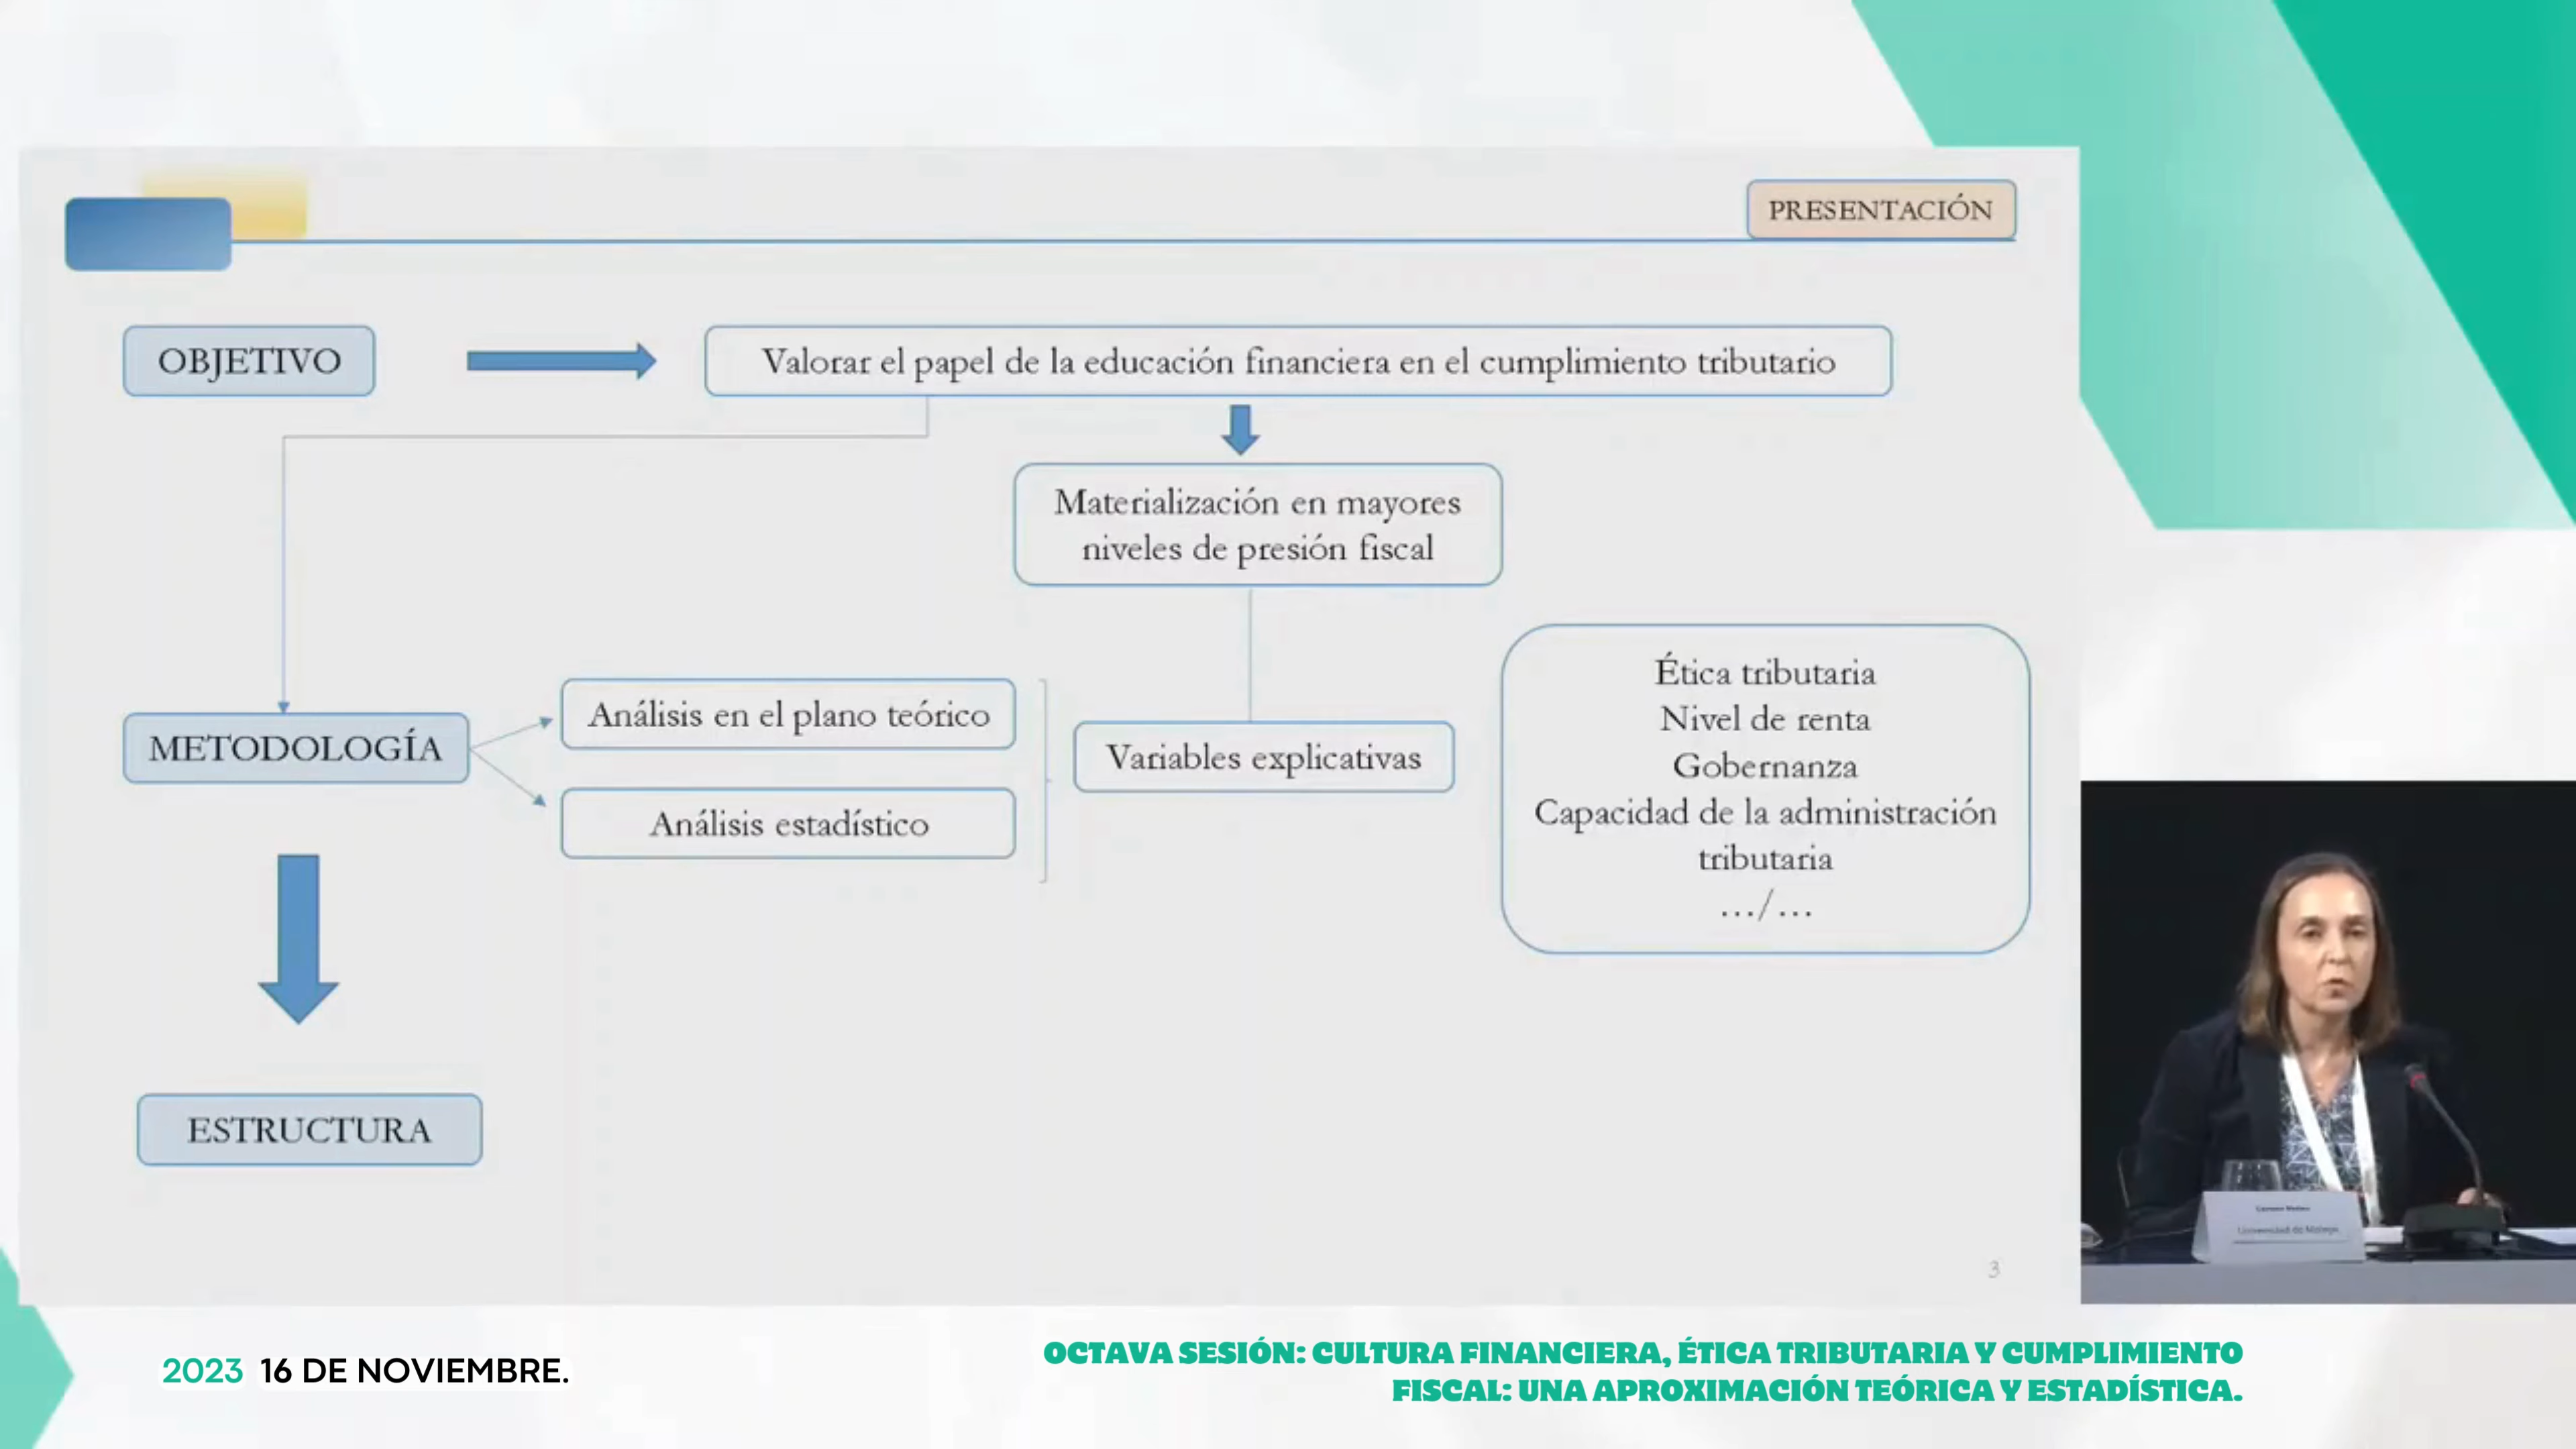 PRESENTACIÓN
OBJETIVO
Valorar el papel de la educación financiera en el cumplimiento tributario
Materialización en mayores
niveles de presión fiscal
METODOLOGÍA
Análisis en el plano teórico
Análisis estadístico
Variables explicativas
Ética tributaria
Nivel de renta
Gobernanza
Capacidad de la administración
tributaria
.../...
ESTRUCTURA
3
Universidad de Málaga
2023 16 DE NOVIEMBRE.
OCTAVA SESIÓN: CULTURA FINANCIERA, ÉTICA TRIBUTARIA Y CUMPLIMIENTO
FISCAL: UNA APROXIMACIÓN TEÓRICA Y ESTADÍSTICA.